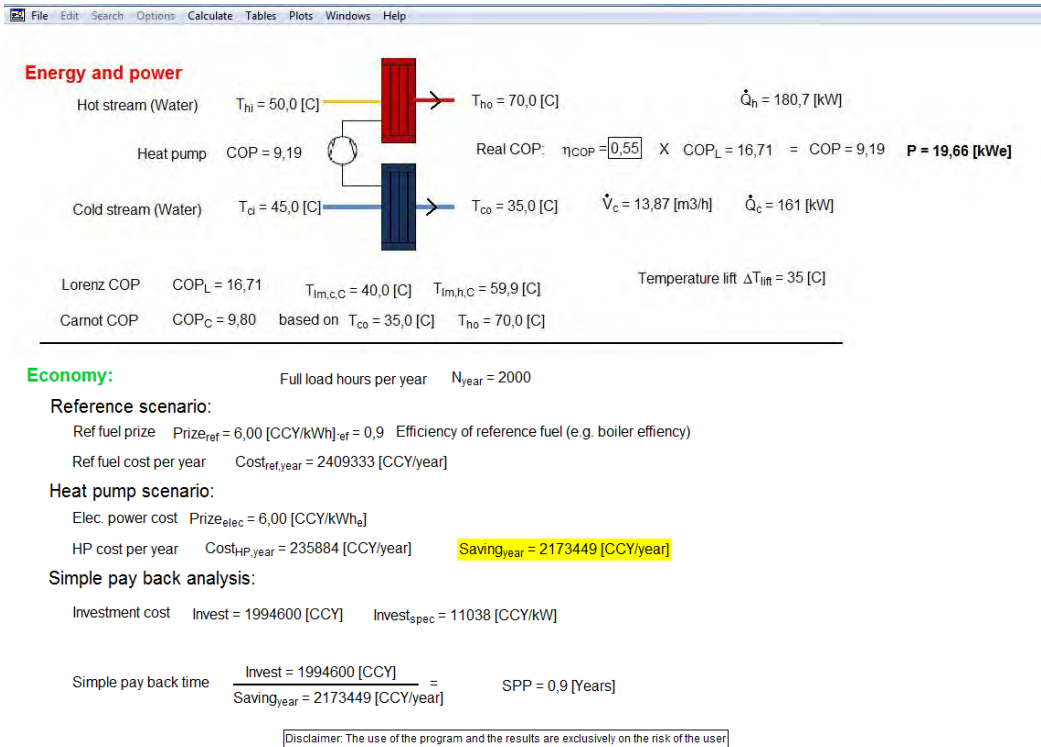 File Edit Search Options Calculate Tables Plots Windows Help
Energy and power
Hot stream (Water) Thi = 50,0 [C] Tho = 70,0 [C] Q̇h = 180,7 [kW]
Heat pump COP = 9,19 Real COP: ηCOP = 0,55 X COPL = 16,71 = COP = 9,19 P = 19,66 [kWe]
Cold stream (Water) Tci = 45,0 [C] Tco = 35,0 [C] V̇c = 13,87 [m3/h] Q̇c = 161 [kW]
Lorenz COP COPL = 16,71 Tlm,c,C = 40,0 [C] Tlm,h,C = 59,9 [C] Temperature lift ΔTlift = 35 [C]
Carnot COP COPC = 9,80 based on Tco = 35,0 [C] Tho = 70,0 [C]
Economy: Full load hours per year Nyear = 2000
Reference scenario:
Ref fuel prize Prizeref = 6,00 [CCY/kWh] ef = 0,9 Efficiency of reference fuel (e.g. boiler effiency)
Ref fuel cost per year Costref,year = 2409333 [CCY/year]
Heat pump scenario:
Elec. power cost Prizeelec = 6,00 [CCY/kWhe]
HP cost per year CostHP,year = 235884 [CCY/year] Savingyear = 2173449 [CCY/year]
Simple pay back analysis:
Investment cost Invest = 1994600 [CCY] Investspec = 11038 [CCY/kW]
Simple pay back time Invest = 1994600 [CCY] = SPP = 0,9 [Years]
Savingyear = 2173449 [CCY/year]
Disclaimer: The use of the program and the results are exclusively on the risk of the user